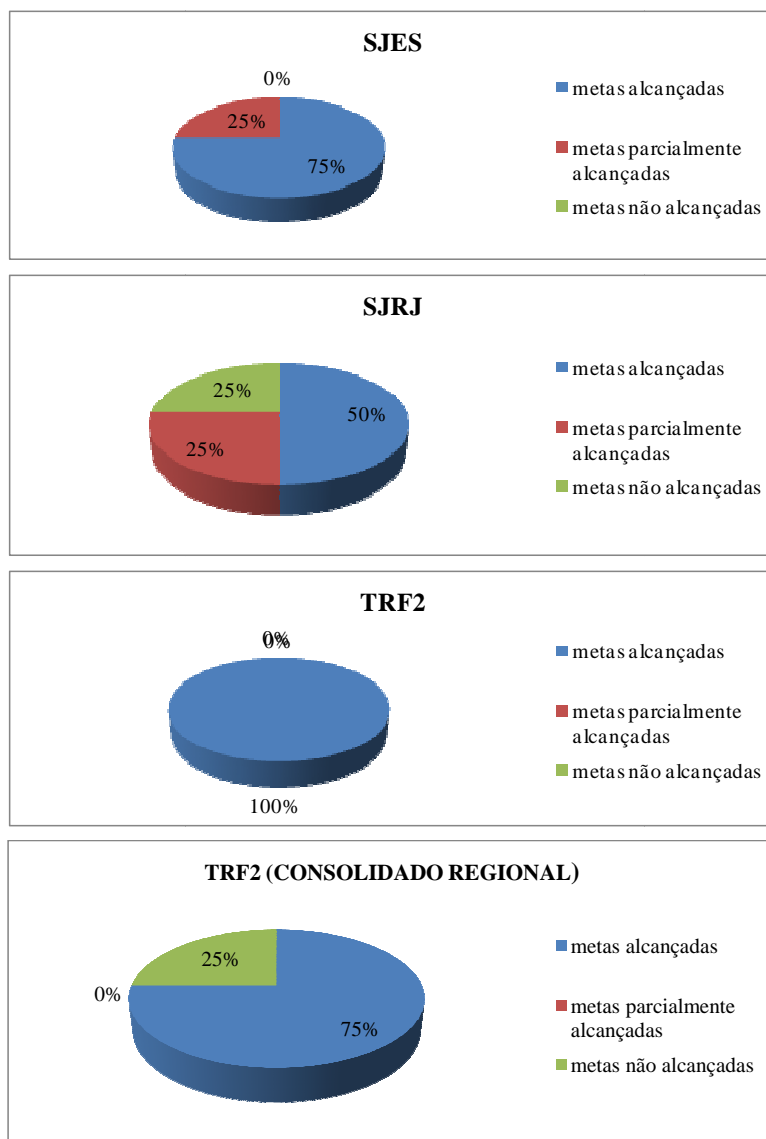 SJES
0%
25%
75%
metas alcançadas
metas parcialmente
alcançadas
metas não alcançadas
SJRJ
25%
50%
25%
metas alcançadas
metas parcialmente
alcançadas
metas não alcançadas
TRF2
0%
0%
100%
metas alcançadas
metas parcialmente
alcançadas
metas não alcançadas
TRF2 (CONSOLIDADO REGIONAL)
25%
0%
75%
metas alcançadas
metas parcialmente
alcançadas
metas não alcançadas